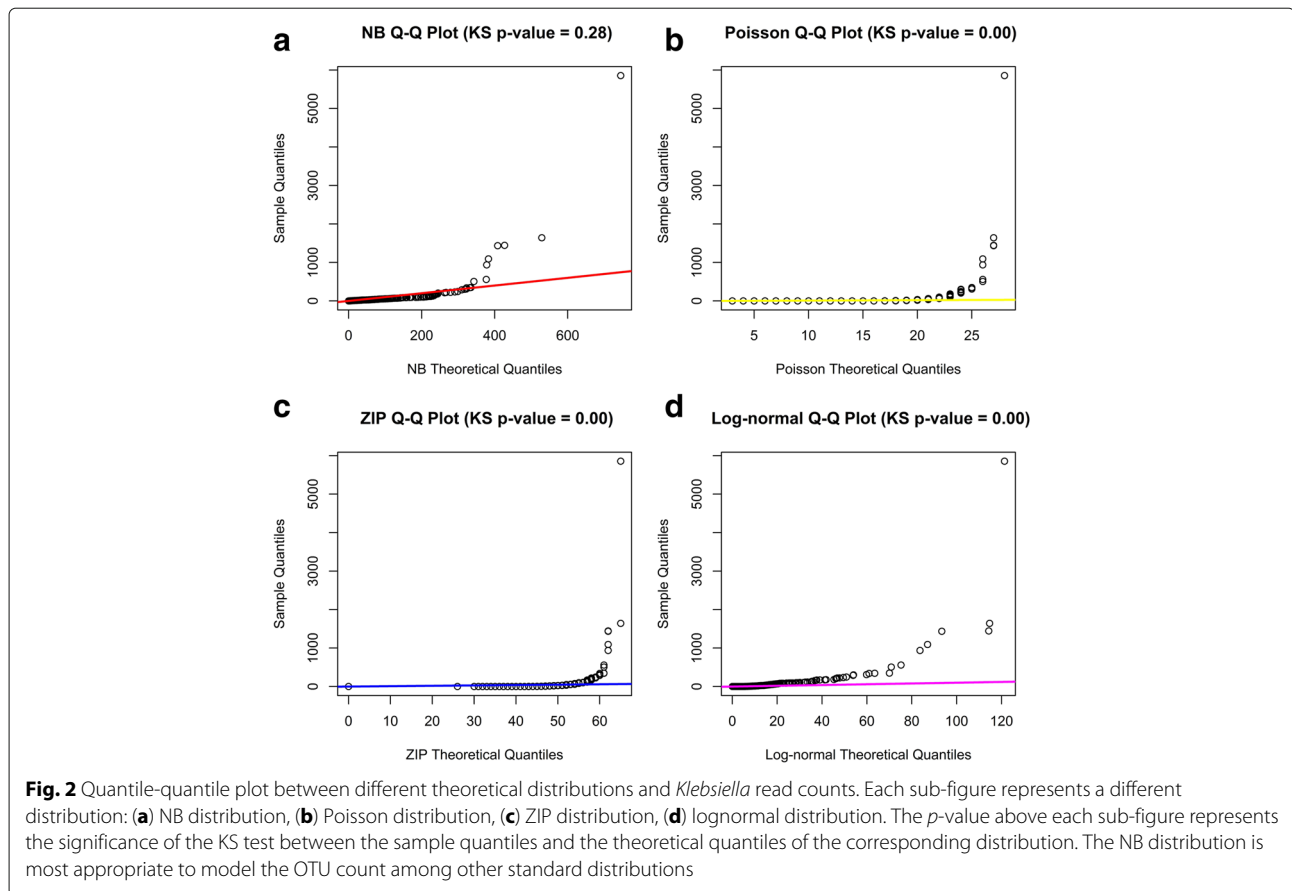 a
NB Q-Q Plot (KS p-value = 0.28)
Sample Quantiles
0 1000 3000 5000
0 200 400 600
NB Theoretical Quantiles
b
Poisson Q-Q Plot (KS p-value = 0.00)
Sample Quantiles
0 1000 3000 5000
5 10 15 20 25
Poisson Theoretical Quantiles
c
ZIP Q-Q Plot (KS p-value = 0.00)
Sample Quantiles
0 1000 3000 5000
0 10 20 30 40 50 60
ZIP Theoretical Quantiles
d
Log-normal Q-Q Plot (KS p-value = 0.00)
Sample Quantiles
0 1000 3000 5000
0 20 40 60 80 100 120
Log-normal Theoretical Quantiles
Fig. 2 Quantile-quantile plot between different theoretical distributions and Klebsiella read counts. Each sub-figure represents a different
distribution: (a) NB distribution, (b) Poisson distribution, (c) ZIP distribution, (d) lognormal distribution. The p-value above each sub-figure represents
the significance of the KS test between the sample quantiles and the theoretical quantiles of the corresponding distribution. The NB distribution is
most appropriate to model the OTU count among other standard distributions